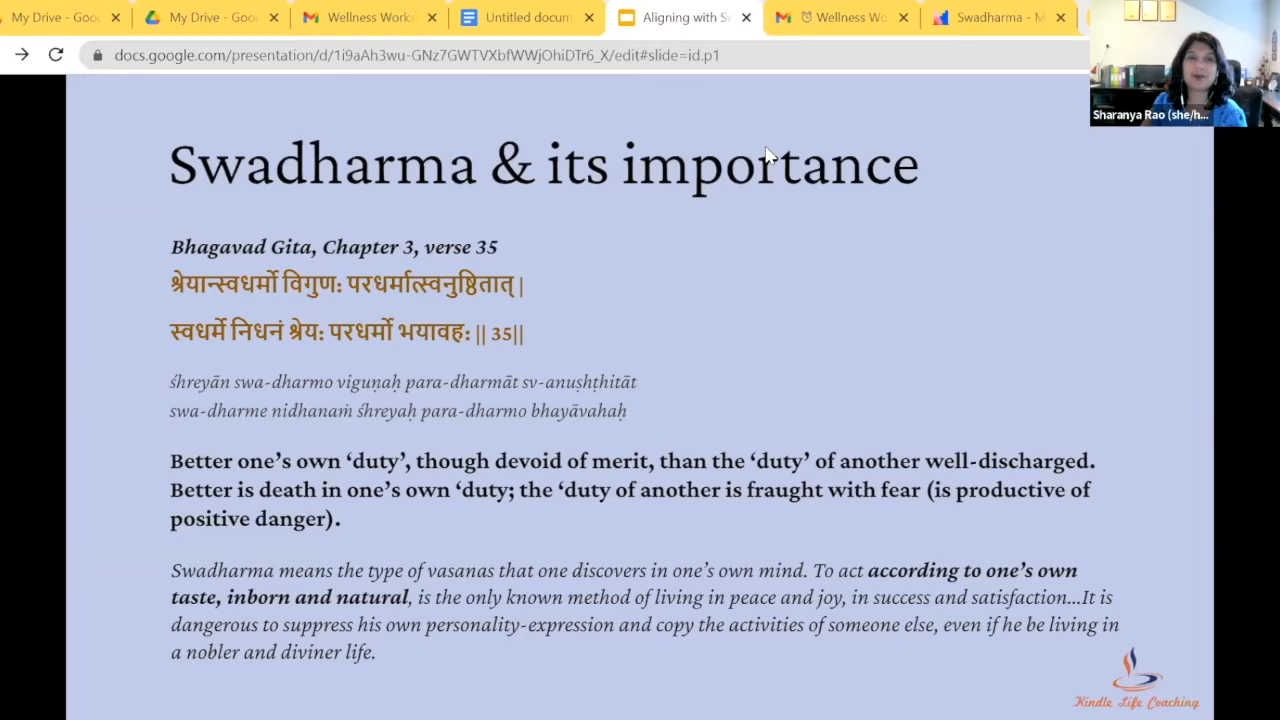 My Drive - Goo
My Drive - Goo
Wellness Works
Untitled docum
Aligning with Sw
Wellness Wo
Swadharma - M
docs.google.com/presentation/d/1i9aAh3wu-GNz7GWTVXbfWWjOhiDTr6_X/edit#slide=id.p1
Sharanya Rao (she/h...
Swadharma & its importance
Bhagavad Gita, Chapter 3, verse 35
श्रेयान्स्वधर्मो विगुण: परधर्मात्स्वनुष्ठितात् |
स्वधर्मे निधनं श्रेय: परधर्मो भयावह: || 35||
śhreyān swa-dharmo viguṇaḥ para-dharmāt sv-anuṣhṭhitāt
swa-dharme nidhanaṁ śhreyaḥ para-dharmo bhayāvahaḥ
Better one's own ‘duty’, though devoid of merit, than the ‘duty’ of another well-discharged.
Better is death in one's own ‘duty; the ‘duty of another is fraught with fear (is productive of
positive danger).
Swadharma means the type of vasanas that one discovers in one's own mind. To act according to one's own
taste, inborn and natural, is the only known method of living in peace and joy, in success and satisfaction...It is
dangerous to suppress his own personality-expression and copy the activities of someone else, even if he be living in
a nobler and diviner life.
Kindle Life Coaching